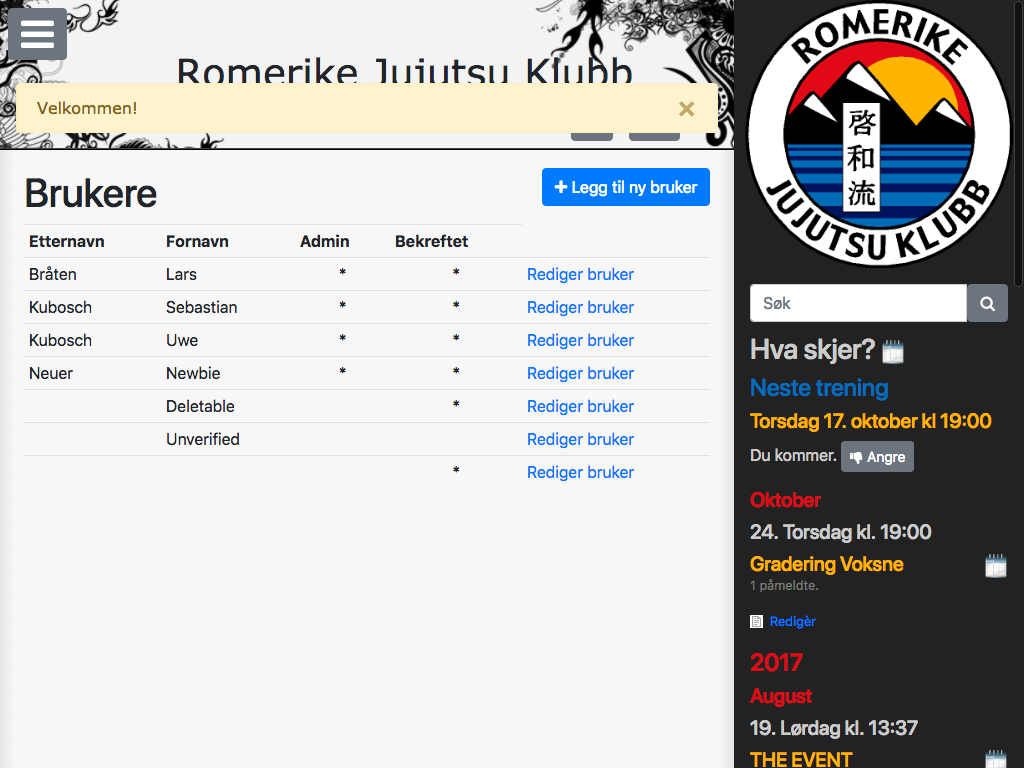 Romerike Jujutsu Klubb
Velkommen!
×
Brukere
Legg til ny bruker
Etternavn Fornavn Admin Bekreftet
Bråten Lars * * Rediger bruker
Kubosch Sebastian * * Rediger bruker
Kubosch Uwe * * Rediger bruker
Neuer Newbie * * Rediger bruker
Deletable * Rediger bruker
Unverified Rediger bruker
* Rediger bruker
ROMERIKE
啓和流
JUJUTSU KLUBB
Søk
Hva skjer?
Neste trening
Torsdag 17. oktober kl 19:00
Du kommer. Angre
Oktober
24. Torsdag kl. 19:00
Gradering Voksne
1 påmeldte.
Redigèr
2017
August
19. Lørdag kl. 13:37
THE EVENT